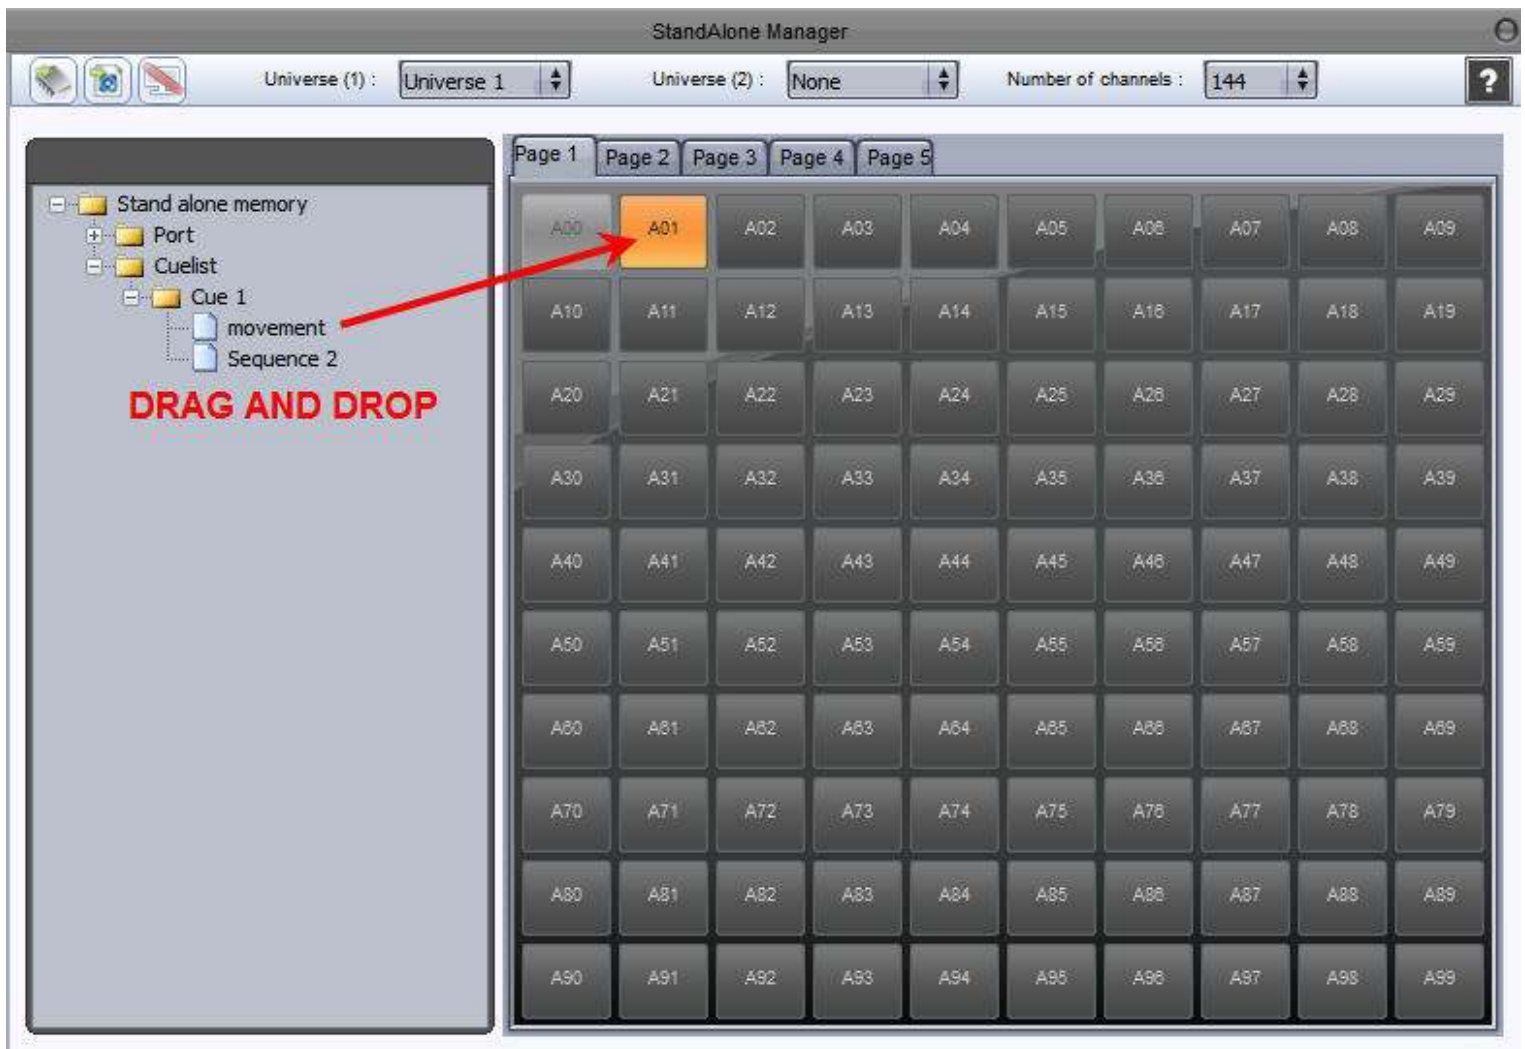 StandAlone Manager
Universe (1) : Universe 1 Universe (2) : None Number of channels : 144 ?
Page 1 Page 2 Page 3 Page 4 Page 5
Stand alone memory
Port
Cuelist
Cue 1
movement
Sequence 2
DRAG AND DROP
A00 A01 A02 A03 A04 A05 A06 A07 A08 A09
A10 A11 A12 A13 A14 A15 A16 A17 A18 A19
A20 A21 A22 A23 A24 A25 A26 A27 A28 A29
A30 A31 A32 A33 A34 A35 A36 A37 A38 A39
A40 A41 A42 A43 A44 A45 A46 A47 A48 A49
A50 A51 A52 A53 A54 A55 A56 A57 A58 A59
A60 A61 A62 A63 A64 A65 A66 A67 A68 A69
A70 A71 A72 A73 A74 A75 A76 A77 A78 A79
A80 A81 A82 A83 A84 A85 A86 A87 A88 A89
A90 A91 A92 A93 A94 A95 A96 A97 A98 A99